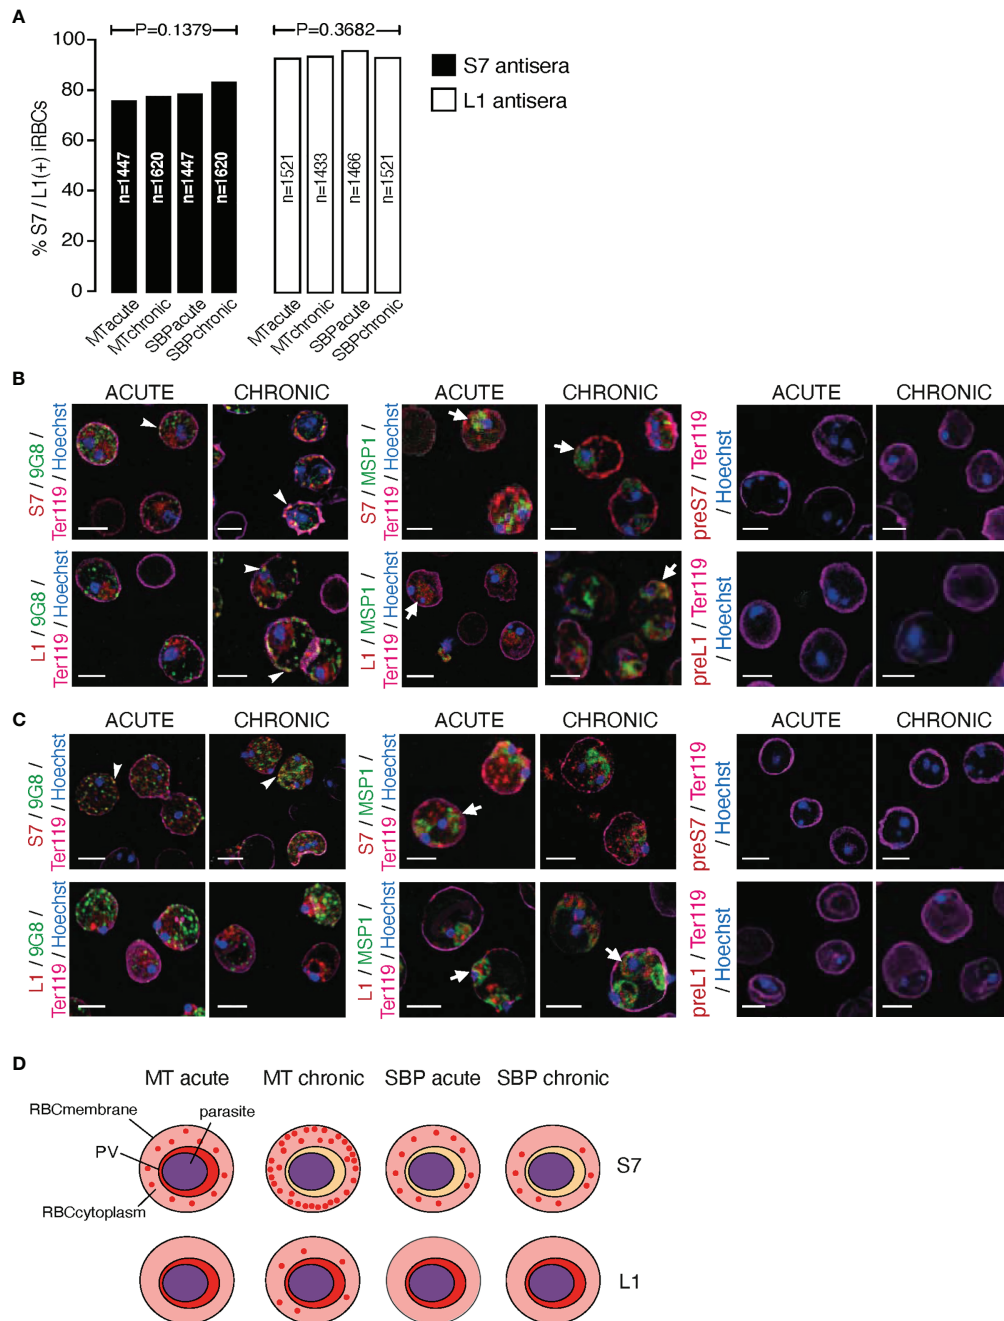 A
P=0.1379
P=0.3682
100
80
60
40
20
0
% S7 / L1(+) iRBCs
n=1447
n=1620
n=1447
n=1620
n=1521
n=1433
n=1466
n=1521
MTacute
MTchronic
SBPacute
SBPchronic
MTacute
MTchronic
SBPacute
SBPchronic
S7 antisera
L1 antisera
B
ACUTE
CHRONIC
ACUTE
CHRONIC
ACUTE
CHRONIC
S7 / 9G8 /
Ter119 / Hoechst
S7 / MSP1 /
Ter119 / Hoechst
preS7 / Ter119
/ Hoechst
L1 / 9G8 /
Ter119 / Hoechst
L1 / MSP1 /
Ter119 / Hoechst
preL1 / Ter119
/ Hoechst
C
ACUTE
CHRONIC
ACUTE
CHRONIC
ACUTE
CHRONIC
S7 / 9G8 /
Ter119 / Hoechst
S7 / MSP1 /
Ter119 / Hoechst
preS7 / Ter119
/ Hoechst
L1 / 9G8 /
Ter119 / Hoechst
L1 / MSP1 /
Ter119 / Hoechst
preL1 / Ter119
/ Hoechst
D
MT acute
MT chronic
SBP acute
SBP chronic
RBCmembrane
parasite
PV
RBCcytoplasm
S7
L1